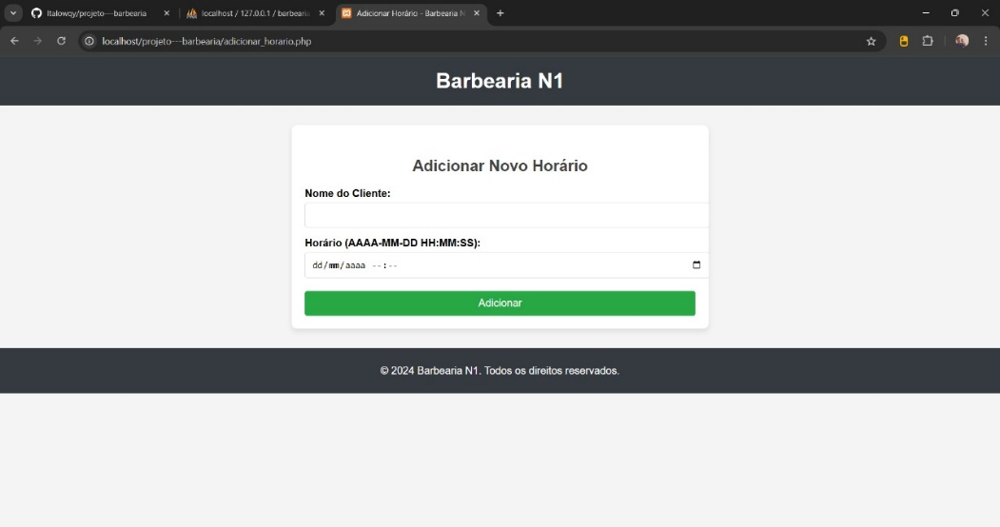 Italowqy/projeto---barbearia
localhost / 127.0.0.1 / barbearia
Adicionar Horário - Barbearia N
localhost/projeto---barbearia/adicionar_horario.php
Barbearia N1
Adicionar Novo Horário
Nome do Cliente:
Horário (AAAA-MM-DD HH:MM:SS):
dd/mm/aaaa --:--
Adicionar
© 2024 Barbearia N1. Todos os direitos reservados.